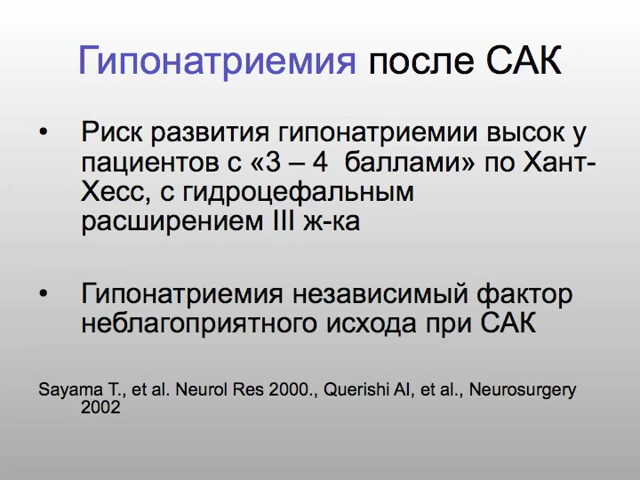 Гипонатриемия после САК
• Риск развития гипонатриемии высок у
пациентов с «3 – 4 баллами» по Хант-
Хесс, с гидроцефальным
расширением III ж-ка
• Гипонатриемия независимый фактор
неблагоприятного исхода при САК
Sayama T., et al. Neurol Res 2000., Querishi AI, et al., Neurosurgery
2002